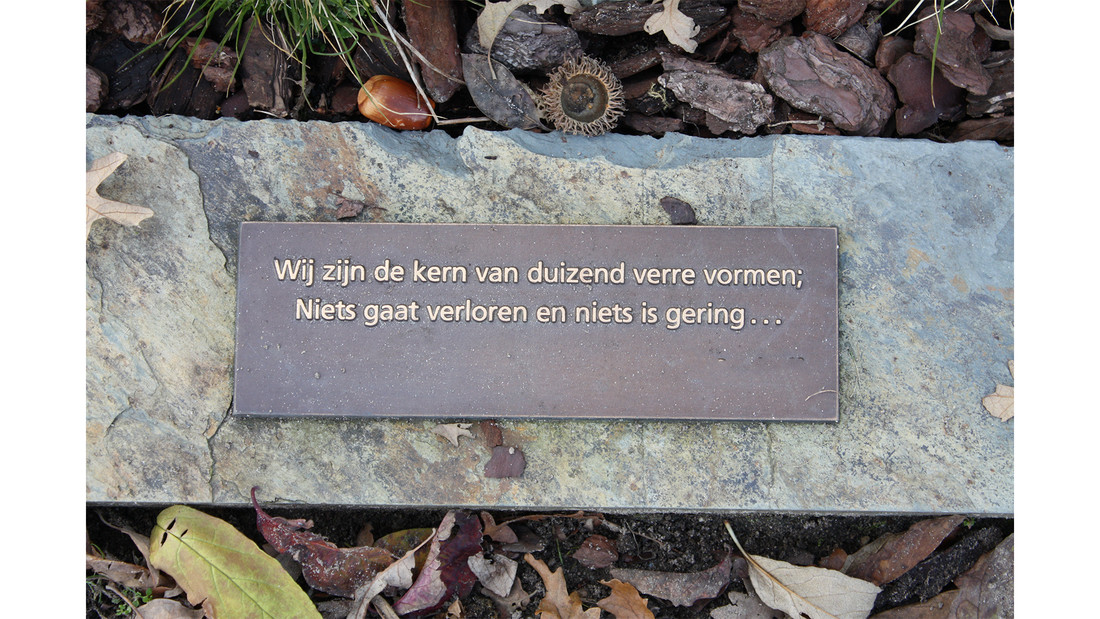 Wij zijn de kern van duizend verre vormen;
Niets gaat verloren en niets is gering...